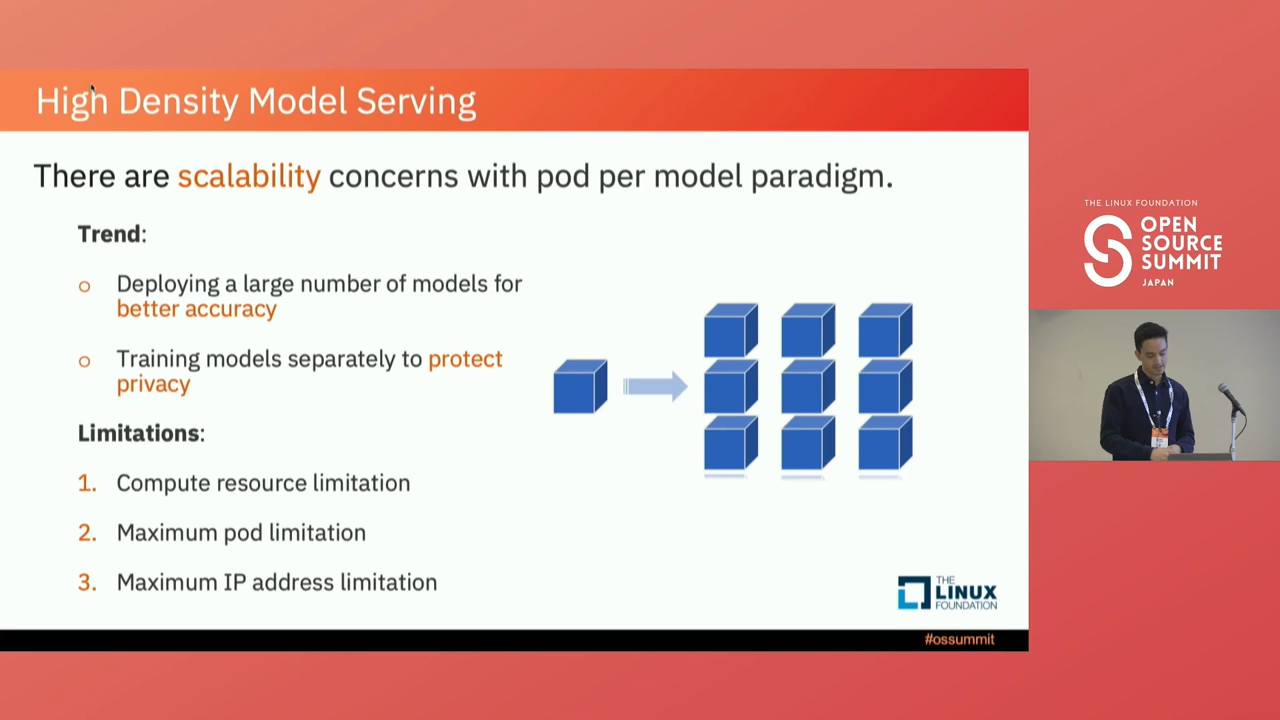 High Density Model Serving
There are scalability concerns with pod per model paradigm.
Trend:
o Deploying a large number of models for
better accuracy
o Training models separately to protect
privacy
Limitations:
1. Compute resource limitation
2. Maximum pod limitation
3. Maximum IP address limitation
THE
LINUX
FOUNDATION
#ossummit
THE LINUX FOUNDATION
OPEN
SOURCE
SUMMIT
JAPAN